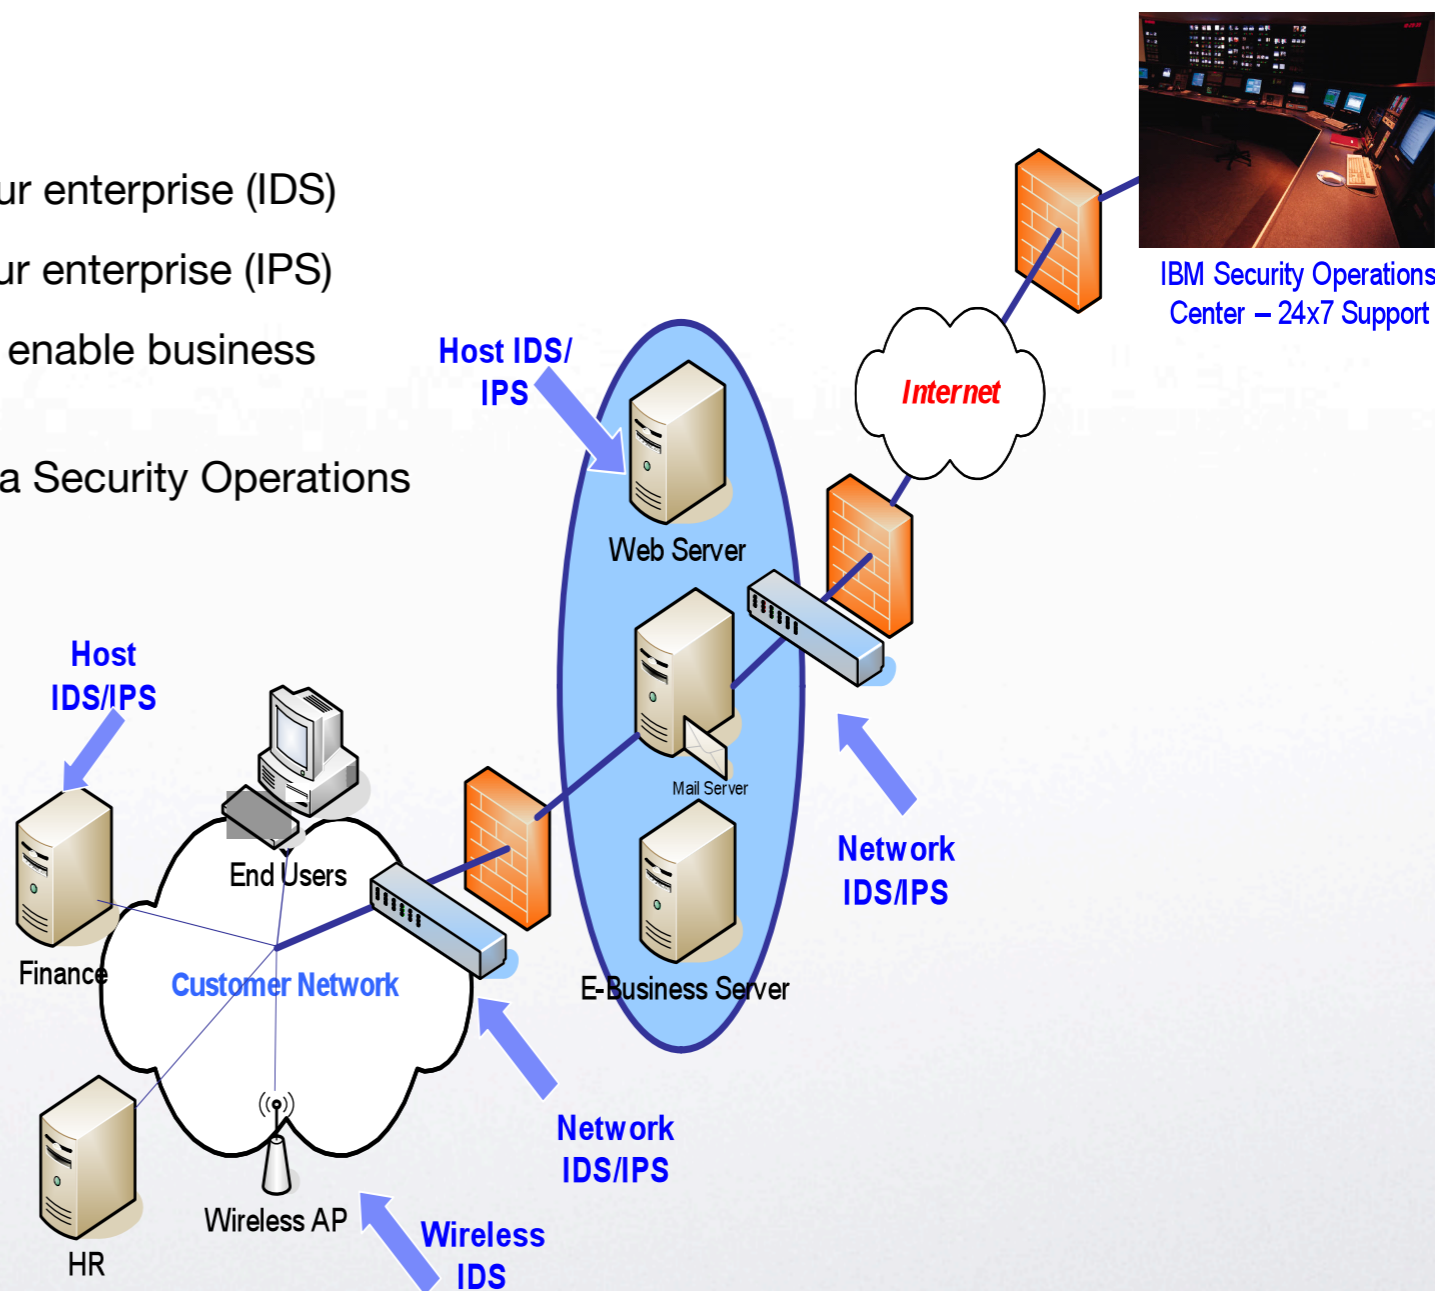 ur enterprise (IDS)
ur enterprise (IPS)
enable business
a Security Operations
IBM Security Operations
Center – 24x7 Support
Internet
Host IDS/
IPS
Web Server
Mail Server
E-Business Server
Network
IDS/IPS
Host
IDS/IPS
End Users
Finance
Customer Network
Network
IDS/IPS
Wireless AP
HR
Wireless
IDS